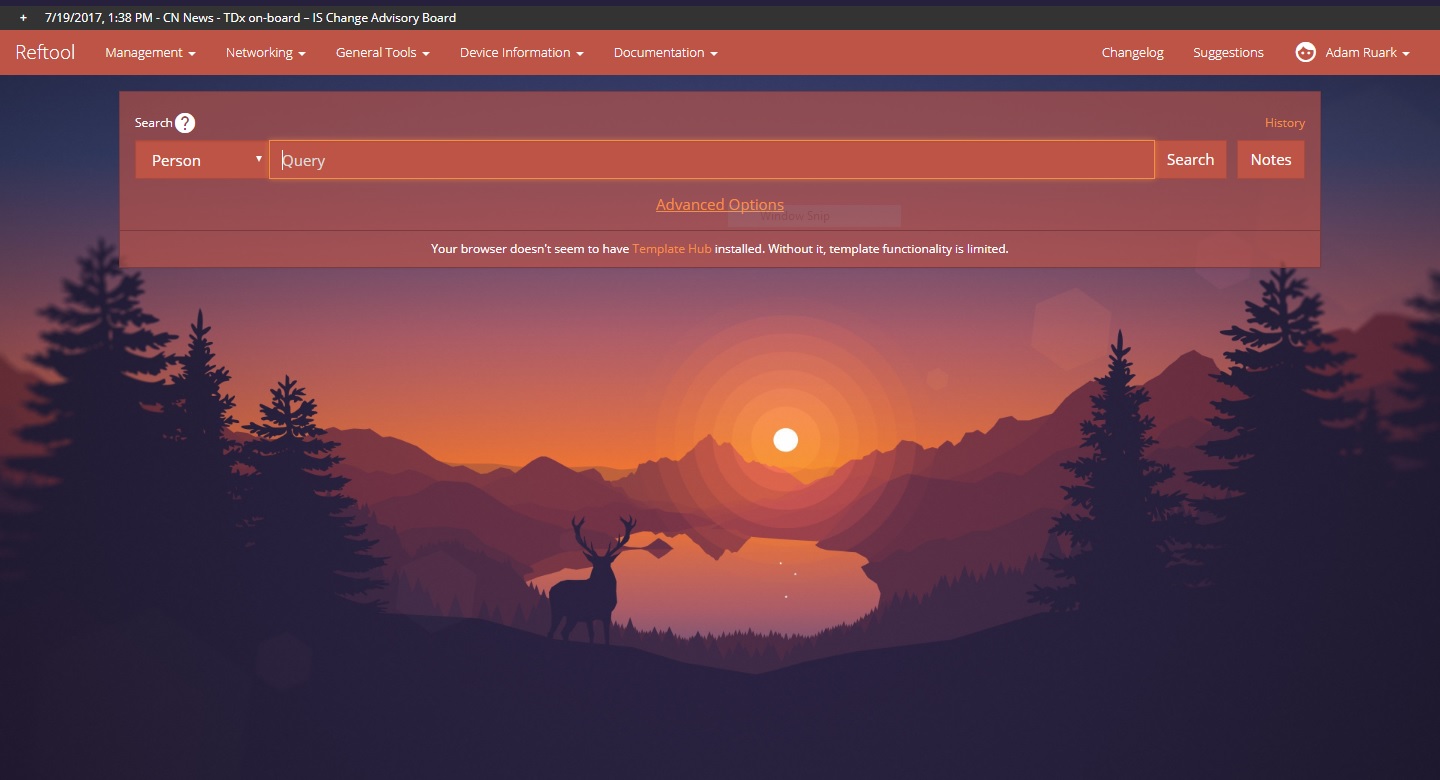 + 7/19/2017, 1:38 PM - CN News - TDx on-board – IS Change Advisory Board
Reftool Management Networking General Tools Device Information Documentation Changelog Suggestions Adam Ruark
Search ? History
Person Query Search Notes
Advanced Options
Window Snip
Your browser doesn't seem to have Template Hub installed. Without it, template functionality is limited.